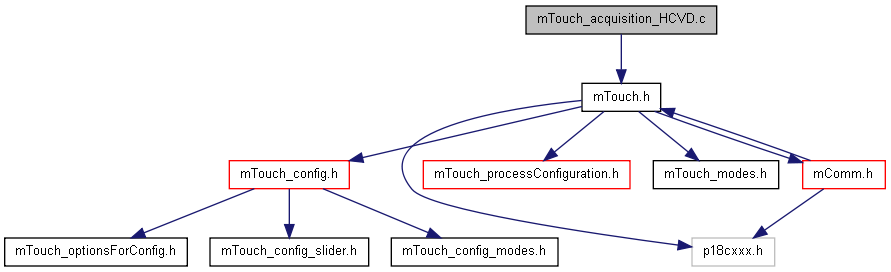 mTouch_acquisition_HCVD.c
mTouch.h
mTouch_config.h
mTouch_processConfiguration.h
mTouch_modes.h
mComm.h
mTouch_optionsForConfig.h
mTouch_config_slider.h
mTouch_config_modes.h
p18cxxx.h